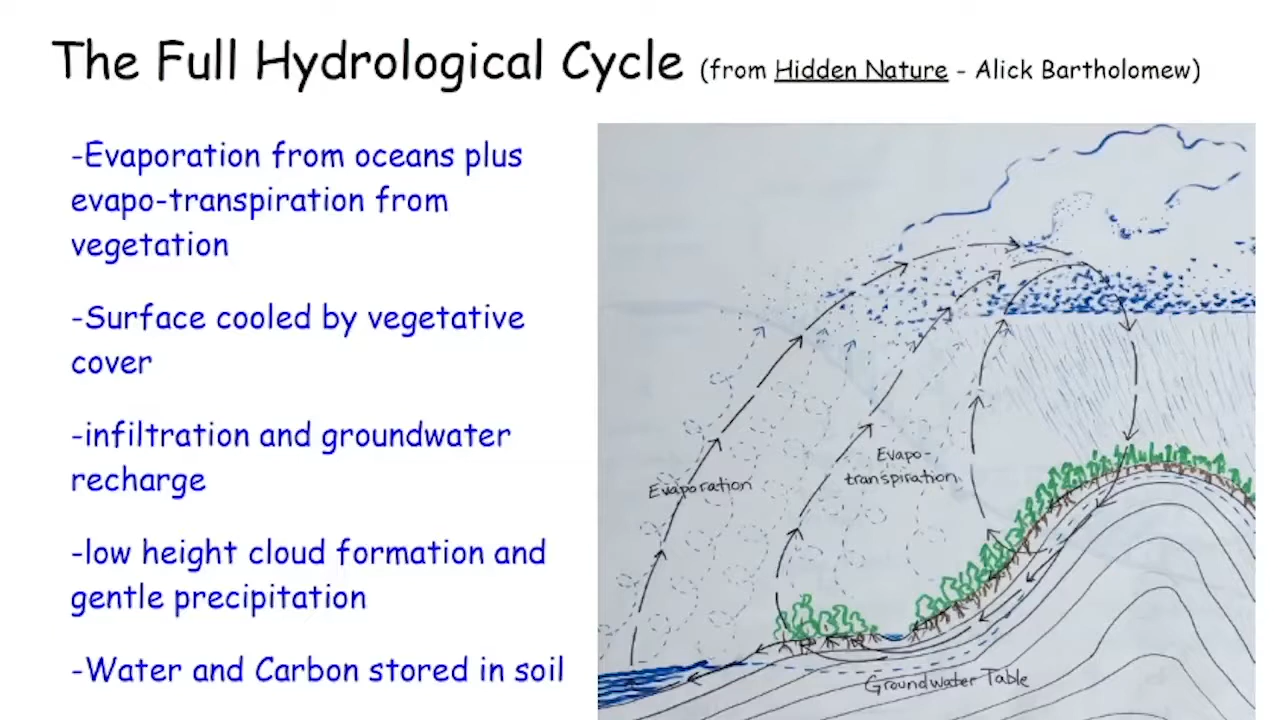 The Full Hydrological Cycle (from Hidden Nature - Alick Bartholomew)
-Evaporation from oceans plus
evapo-transpiration from
vegetation
-Surface cooled by vegetative
cover
-infiltration and groundwater
recharge
-low height cloud formation and
gentle precipitation
-Water and Carbon stored in soil
Evaporation
Evapo-
transpiration
Groundwater Table